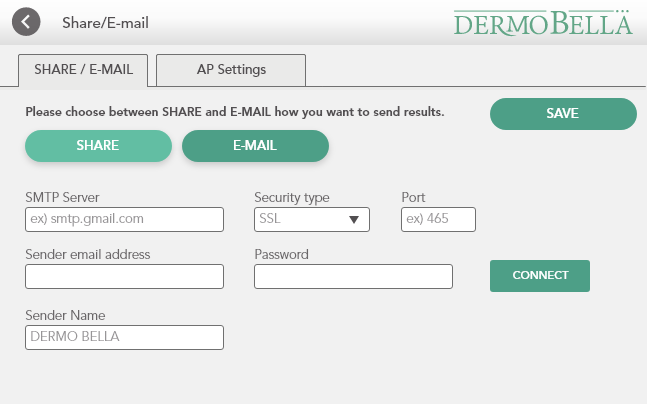 Share/E-mail
DERMOBELLA
SHARE / E-MAIL
AP Settings
Please choose between SHARE and E-MAIL how you want to send results.
SAVE
SHARE
E-MAIL
SMTP Server
Security type
Port
ex) smtp.gmail.com
SSL
ex) 465
Sender email address
Password
CONNECT
Sender Name
DERMO BELLA